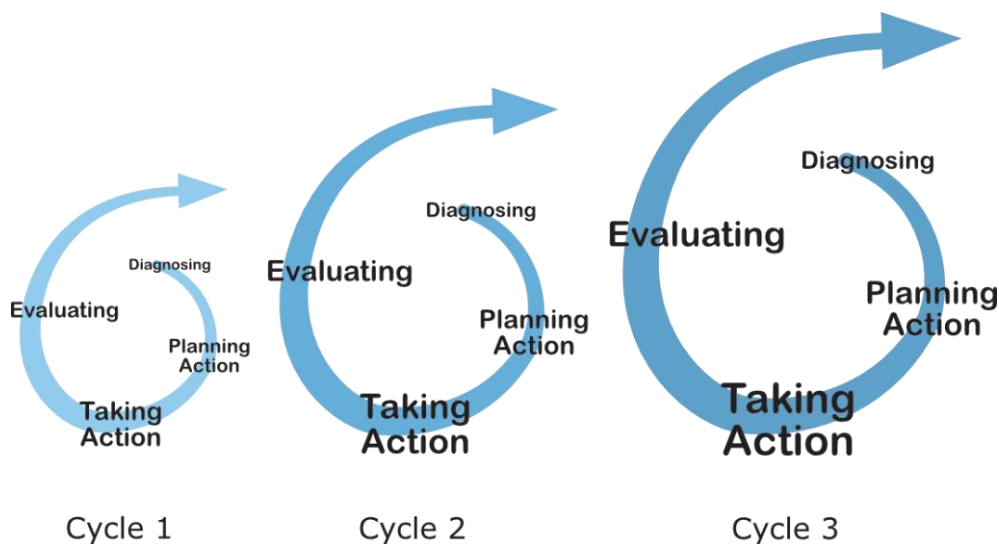 Diagnosing
Planning
Action
Taking
Action
Evaluating
Cycle 1
Diagnosing
Planning
Action
Taking
Action
Evaluating
Cycle 2
Diagnosing
Planning
Action
Taking
Action
Evaluating
Cycle 3